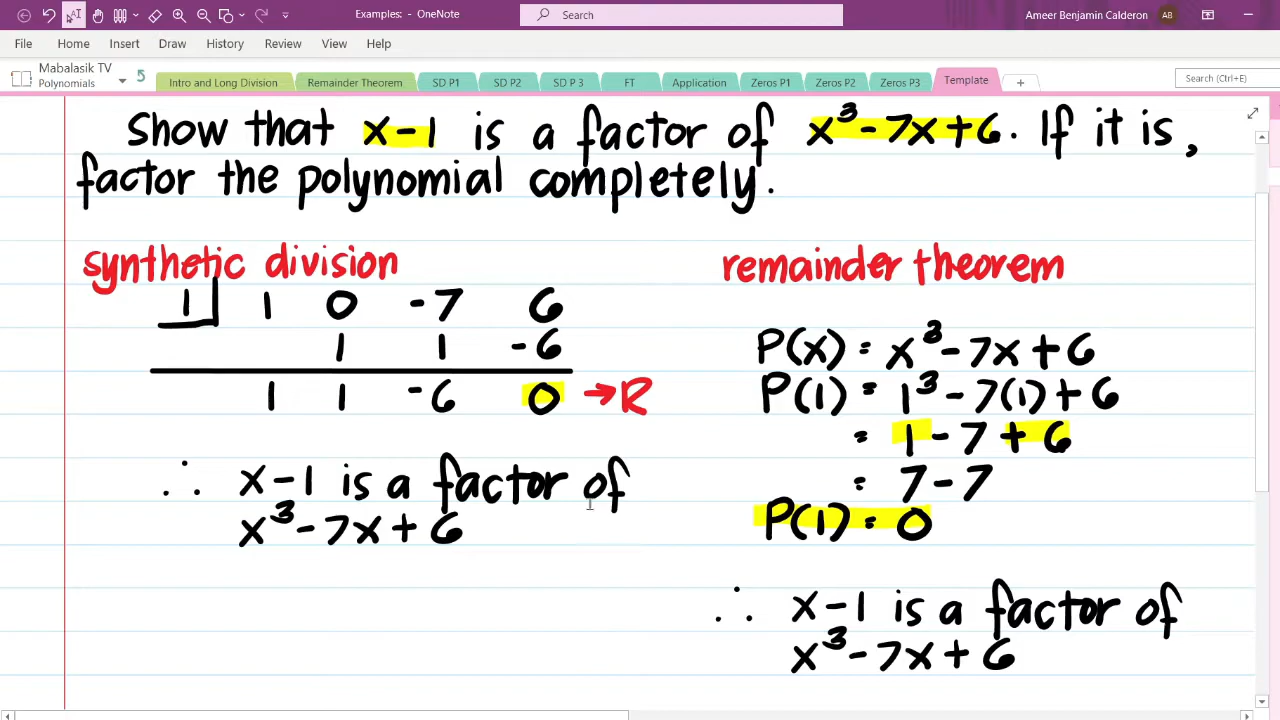 Examples: - OneNote
Search
Ameer Benjamin Calderon
AB
File Home Insert Draw History Review View Help
Mabalasik TV
Polynomials
Intro and Long Division Remainder Theorem SD P1 SD P2 SD P 3 FT Application Zeros P1 Zeros P2 Zeros P3 Template +
Search (Ctrl+E)
Show that x-1 is a factor of x³-7x+6. If it is,
factor the polynomial completely.
synthetic division
1 1 0 -7 6
1 1 -6
1 1 -6 0 → R
∴ x-1 is a factor of
x³-7x+6
remainder theorem
P(x) = x³-7x+6
P(1) = 1³-7(1)+6
= 1-7+6
= 7-7
P(1) = 0
∴ x-1 is a factor of
x³-7x+6